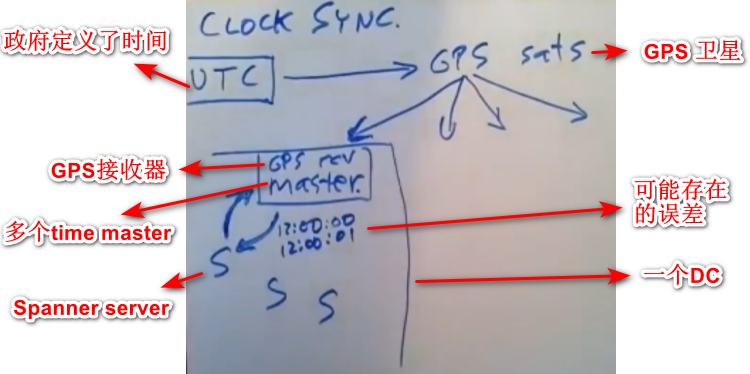 CLOCK SYNC.
政府定义了时间
UTC
GPS sats
GPS 卫星
GPS接收器
GPS rcv
master.
多个time master
12:00:00
12:00:01
可能存在
的误差
S
S
S
Spanner server
一个DC